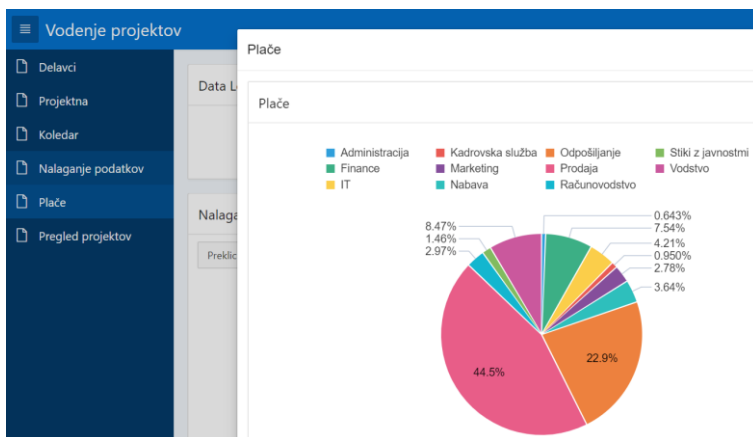 Vodenje projektov
Delavci
Projektna
Koledar
Nalaganje podatkov
Plače
Pregled projektov
Data L
Nalaga
Preklic
Plače
Plače
Administracija
Kadrovska služba
Odpošiljanje
Stiki z javnostmi
Finance
Marketing
Prodaja
Vodstvo
IT
Nabava
Računovodstvo
0.643%
7.54%
4.21%
0.950%
2.78%
3.64%
22.9%
44.5%
2.97%
1.46%
8.47%